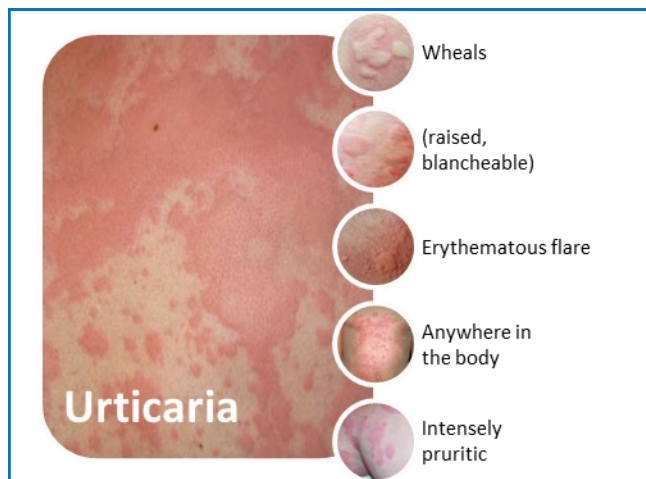 Wheals
(raised,
blancheable)
Erythematous flare
Anywhere in
the body
Urticaria
Intensely
pruritic